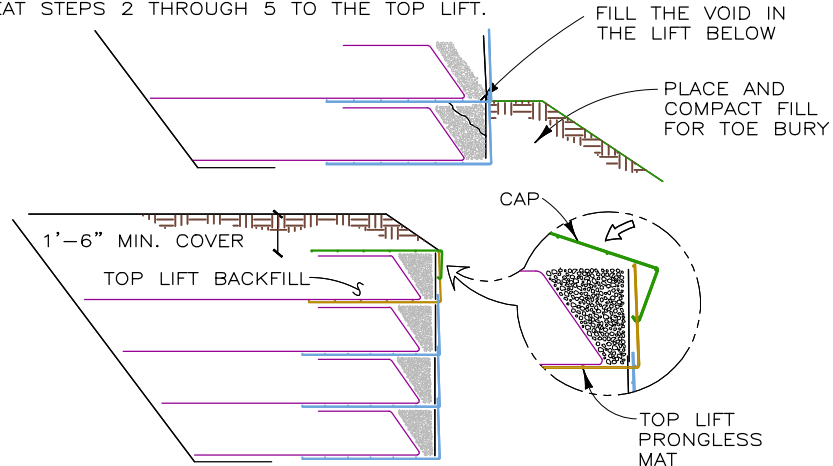 EAT STEPS 2 THROUGH 5 TO THE TOP LIFT.
FILL THE VOID IN
THE LIFT BELOW
PLACE AND
COMPACT FILL
FOR TOE BURY
CAP
1'-6" MIN. COVER
TOP LIFT BACKFILL
TOP LIFT
PRONGLESS
MAT